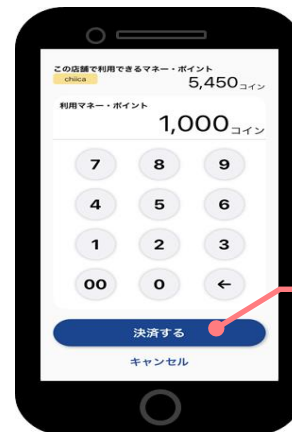 この店舗で利用できるマネー・ポイント
chiica
5,450コイン
利用マネー・ポイント
1,000コイン
7 8 9
4 5 6
1 2 3
00 0 ←
決済する
キャンセル